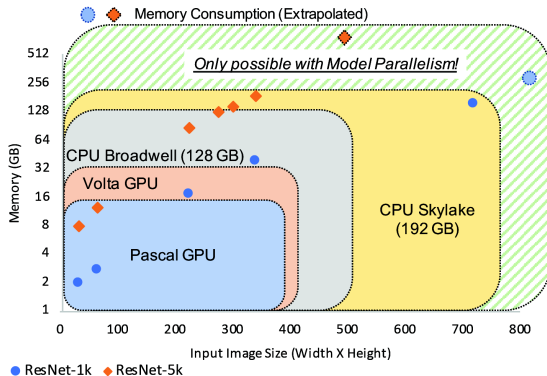 Memory Consumption (Extrapolated)
512
256
128
64
32
16
8
4
2
1
Memory (GB)
Only possible with Model Parallelism!
CPU Broadwell (128 GB)
Volta GPU
Pascal GPU
CPU Skylake
(192 GB)
0
100
200
300
400
500
600
700
800
Input Image Size (Width X Height)
ResNet-1k
ResNet-5k